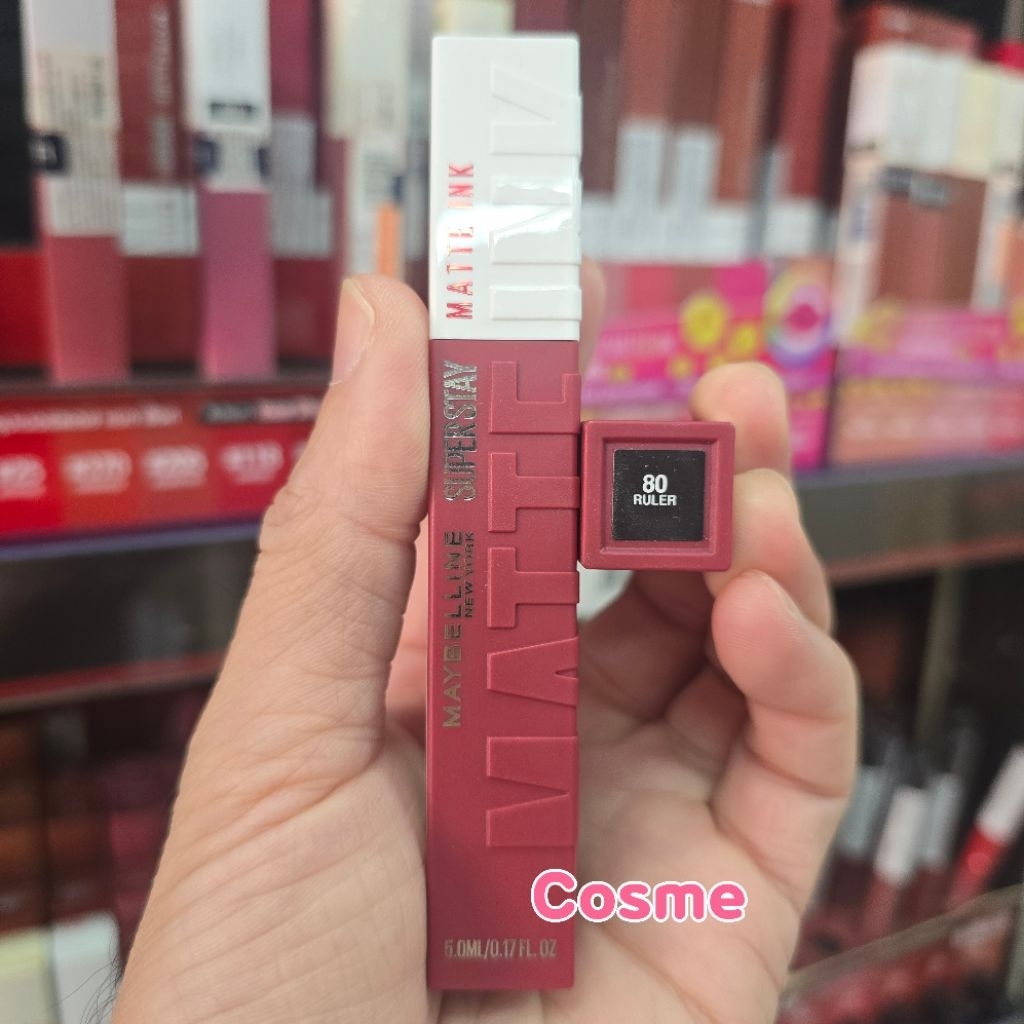 MATTE INK
SUPERSTAY
MAYBELLINE
NEW YORK
MATTE INK
80
RULER
5.0ML/0.17 FL. OZ
Cosme